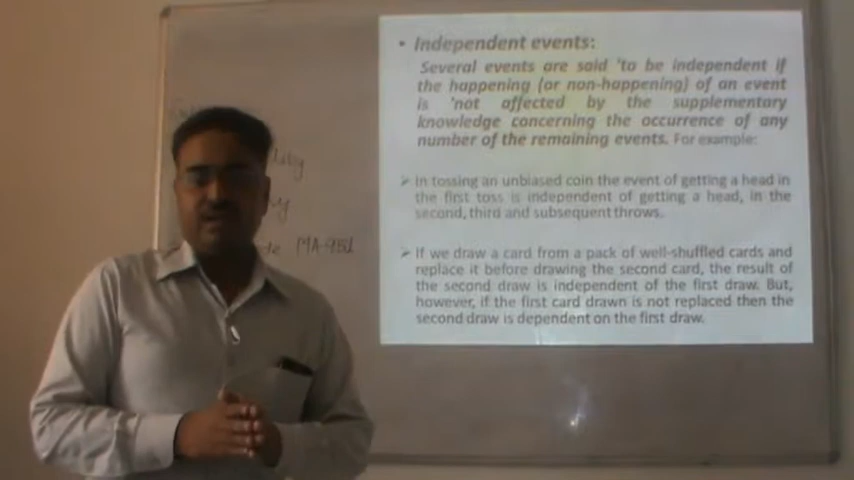 • Independent events:
Several events are said 'to be independent if
the happening (or non-happening) of an event
is 'not affected by the supplementary
knowledge concerning the occurrence of any
number of the remaining events. For example:
➢ In tossing an unbiased coin the event of getting a head in
the first toss is independent of getting a head, in the
second, third and subsequent throws.
➢ If we draw a card from a pack of well-shuffled cards and
replace it before drawing the second card, the result of
the second draw is independent of the first draw. But,
however, if the first card drawn is not replaced then the
second draw is dependent on the first draw.